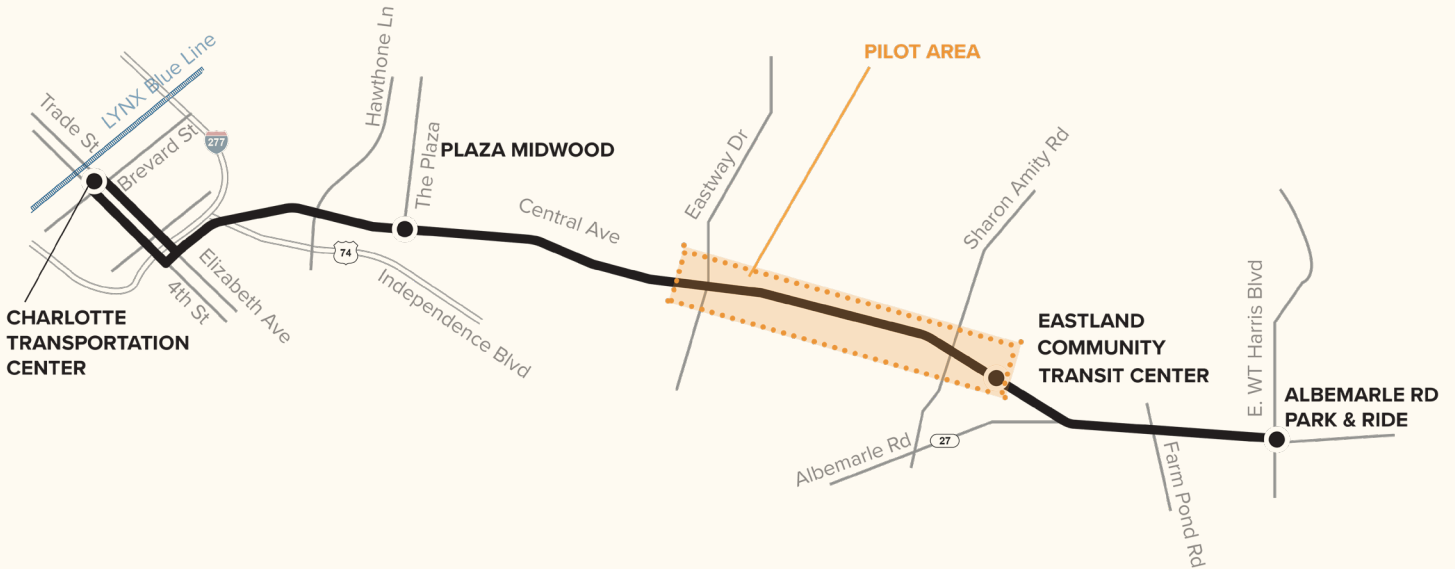 LYNX Blue Line
Trade St
Brevard St
277
Hawthone Ln
The Plaza
PLAZA MIDWOOD
Central Ave
74
Independence Blvd
Elizabeth Ave
4th St
CHARLOTTE
TRANSPORTATION
CENTER
PILOT AREA
Eastway Dr
Sharon Amity Rd
EASTLAND
COMMUNITY
TRANSIT CENTER
Albemarle Rd
27
Farm Pond Rd
E. WT Harris Blvd
ALBEMARLE RD
PARK & RIDE